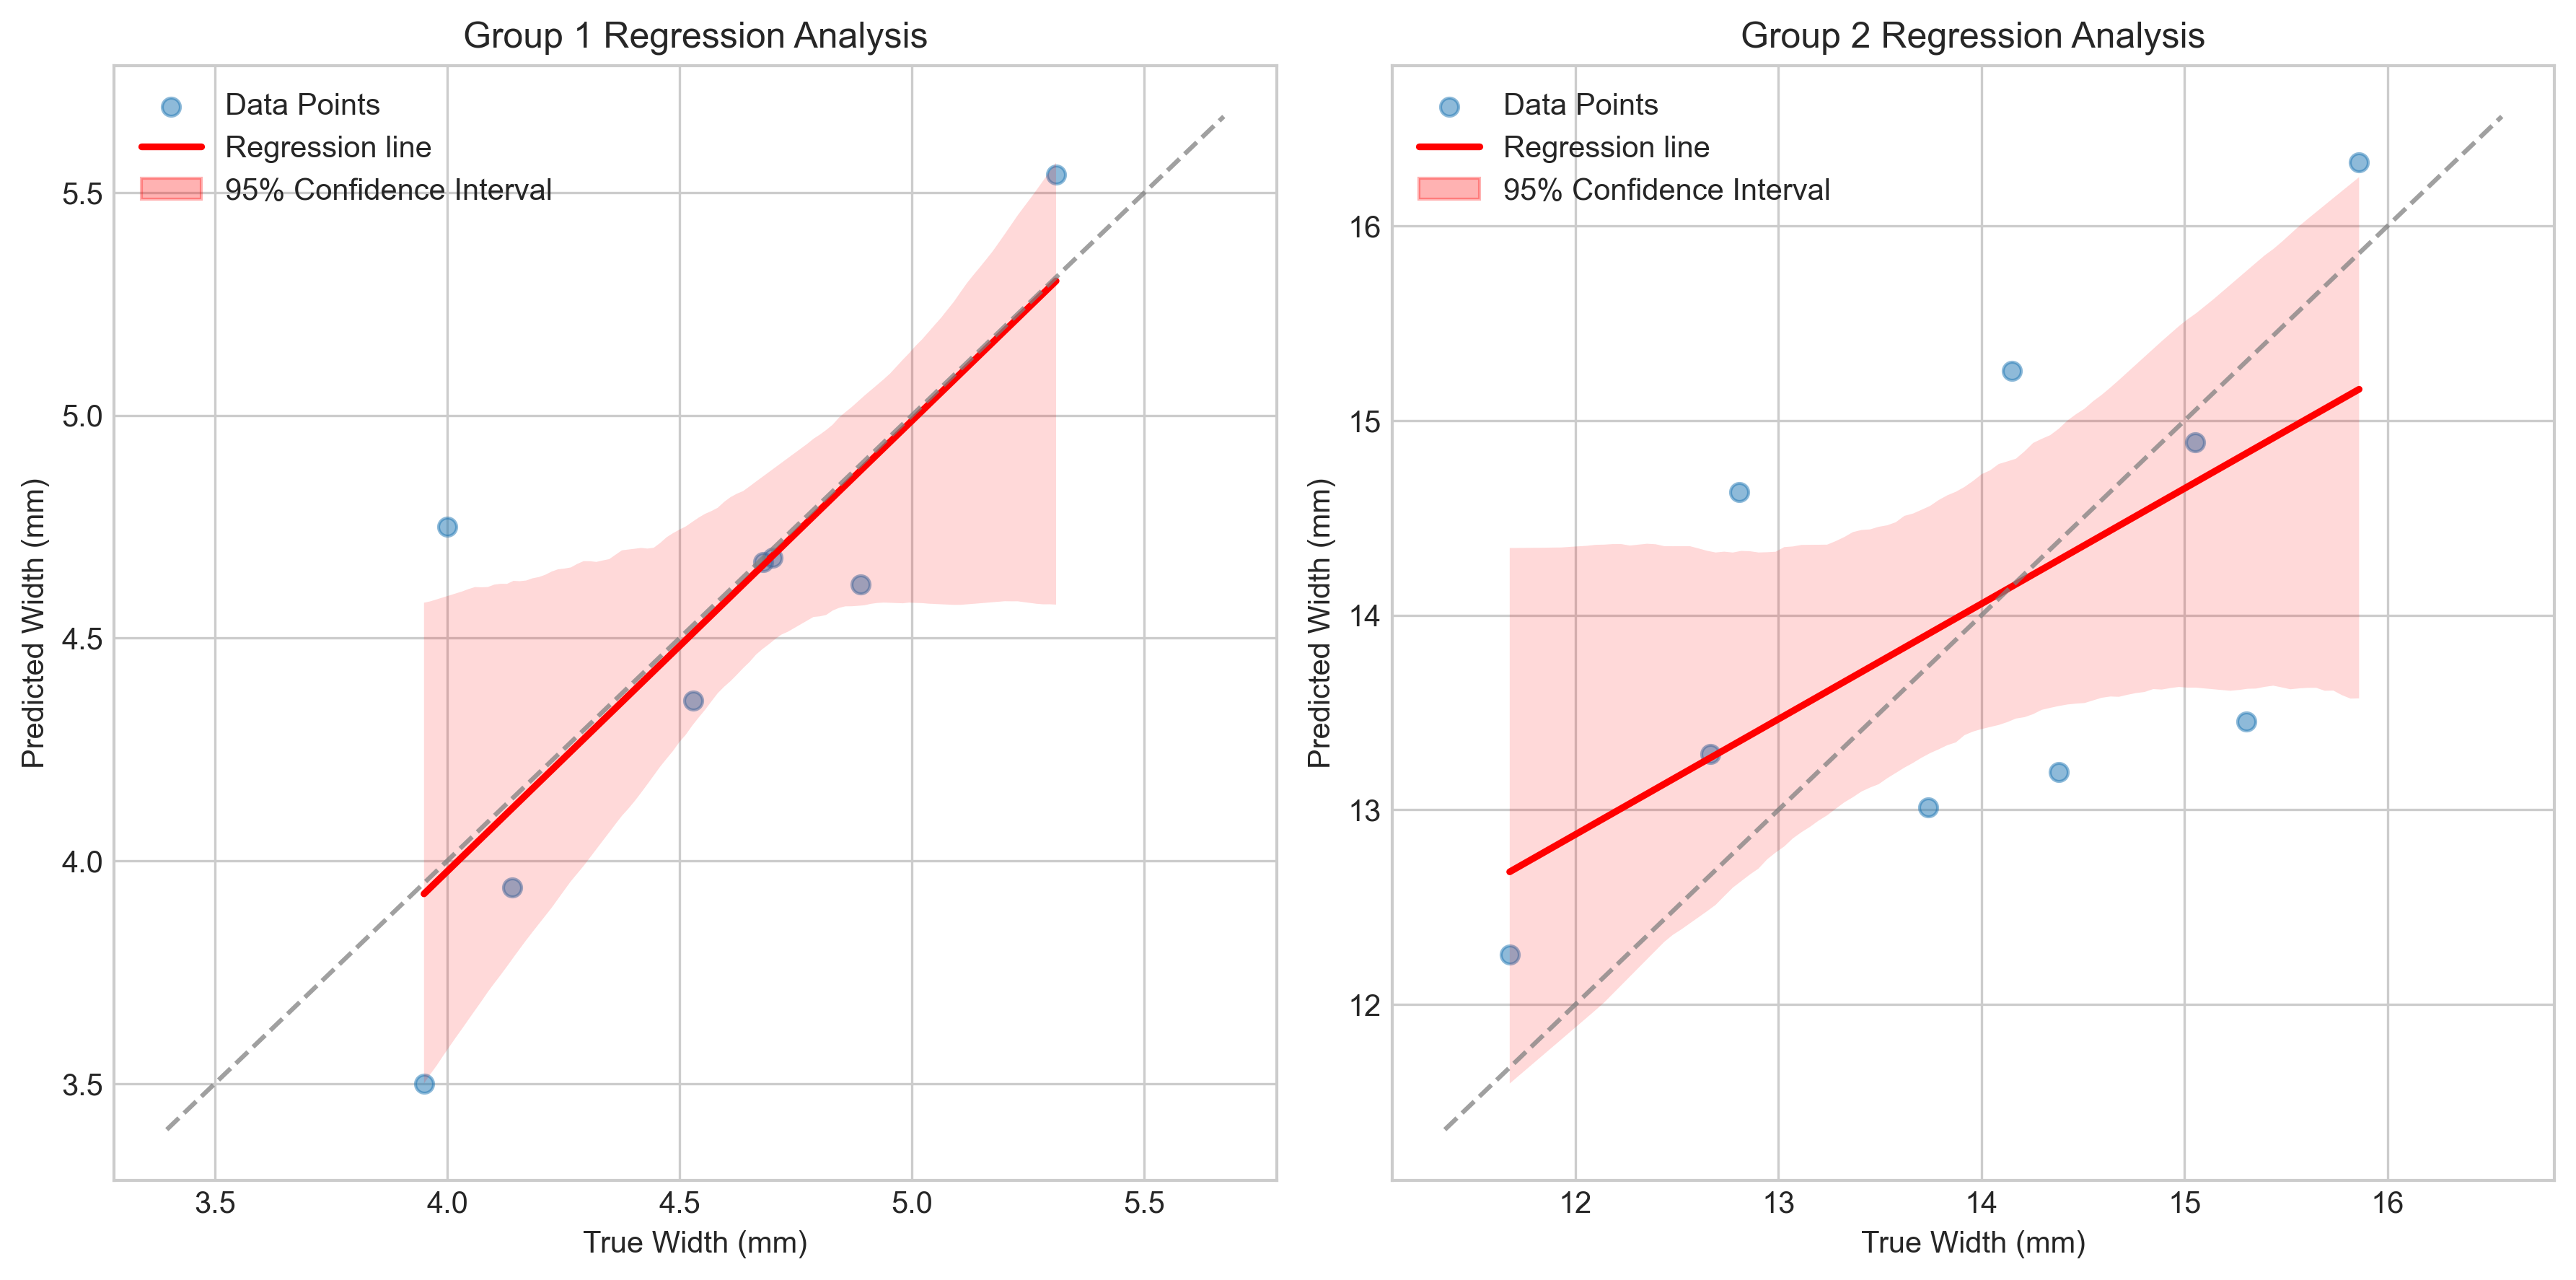 Group 1 Regression Analysis
Data Points
Regression line
95% Confidence Interval
5.5
5.0
4.5
4.0
3.5
Predicted Width (mm)
3.5 4.0 4.5 5.0 5.5
True Width (mm)
Group 2 Regression Analysis
Data Points
Regression line
95% Confidence Interval
16
15
14
13
12
Predicted Width (mm)
12 13 14 15 16
True Width (mm)